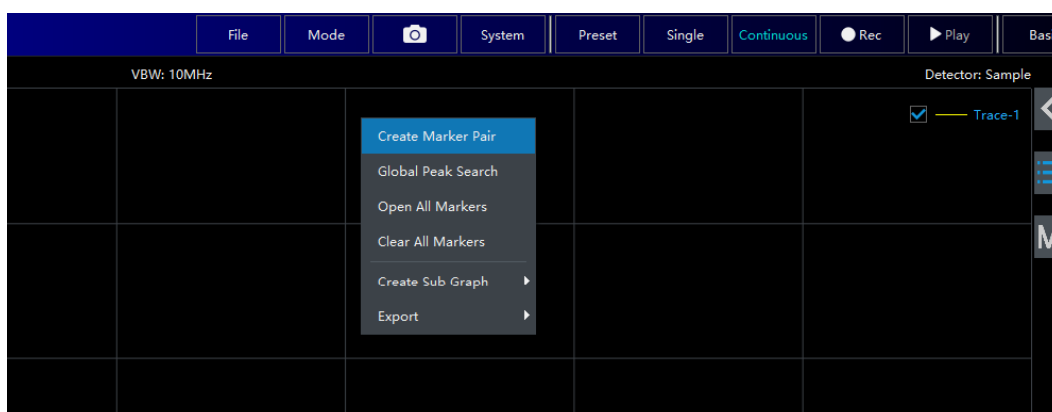 File Mode System Preset Single Continuous Rec Play Bas
VBW: 10MHz Detector: Sample
Trace-1
Create Marker Pair
Global Peak Search
Open All Markers
Clear All Markers
Create Sub Graph
Export
M